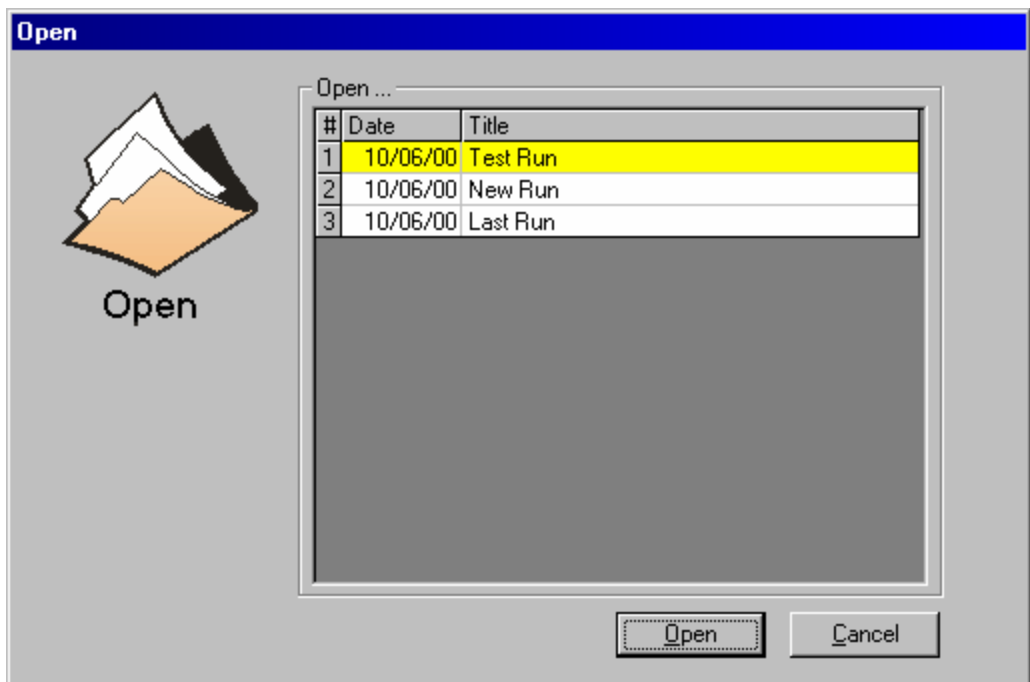 Open
Open ...
# Date Title
1 10/06/00 Test Run
2 10/06/00 New Run
3 10/06/00 Last Run
Open
Open Cancel